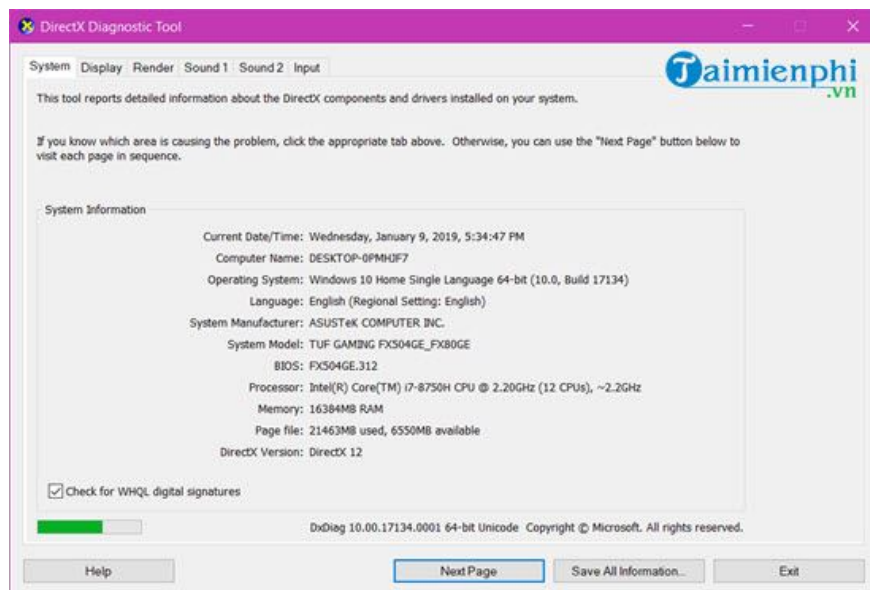 DirectX Diagnostic Tool
System Display Render Sound 1 Sound 2 Input
Taimienphi
.vn
This tool reports detailed information about the DirectX components and drivers installed on your system.
If you know which area is causing the problem, click the appropriate tab above. Otherwise, you can use the "Next Page" button below to
visit each page in sequence.
System Information
Current Date/Time: Wednesday, January 9, 2019, 5:34:47 PM
Computer Name: DESKTOP-0PMHJF7
Operating System: Windows 10 Home Single Language 64-bit (10.0, Build 17134)
Language: English (Regional Setting: English)
System Manufacturer: ASUSTeK COMPUTER INC.
System Model: TUF GAMING FX504GE_FX80GE
BIOS: FX504GE.312
Processor: Intel(R) Core(TM) i7-8750H CPU @ 2.20GHz (12 CPUs), ~2.2GHz
Memory: 16384MB RAM
Page file: 21463MB used, 6550MB available
DirectX Version: DirectX 12
Check for WHQL digital signatures
DxDiag 10.00.17134.0001 64-bit Unicode Copyright © Microsoft. All rights reserved.
Help Next Page Save All Information... Exit